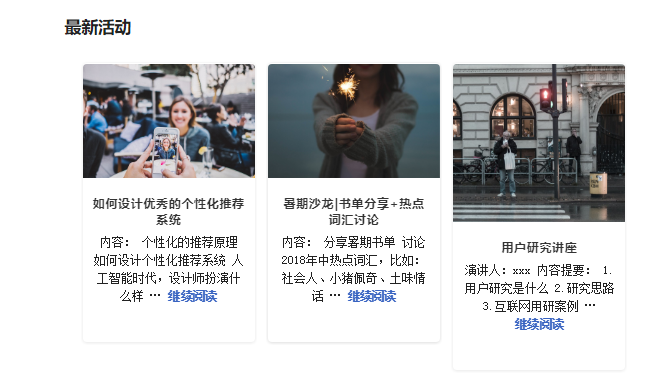 最新活动
如何设计优秀的个性化推荐
系统
内容： 个性化的推荐原理
如何设计个性化推荐系统 人
工智能时代，设计师扮演什
么样 … 继续阅读
暑期沙龙|书单分享+热点
词汇讨论
内容： 分享暑期书单 讨论
2018年中热点词汇，比如：
社会人、小猪佩奇、土味情
话 … 继续阅读
用户研究讲座
演讲人：xxx 内容提要： 1.
用户研究是什么 2.研究思路
3.互联网用研案例 …
继续阅读